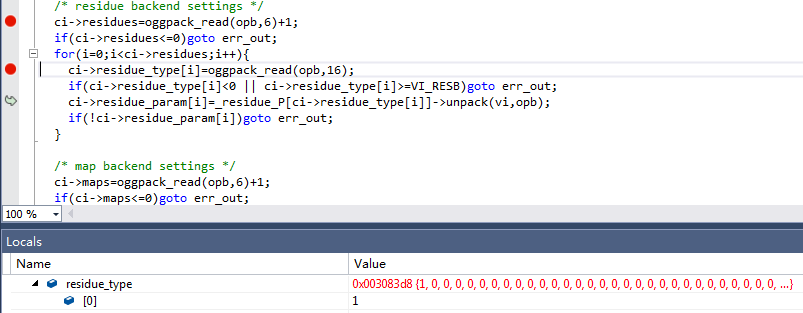 /* residue backend settings */
ci->residues=oggpack_read(opb,6)+1;
if(ci->residues<=0)goto err_out;
for(i=0;i<ci->residues;i++){
ci->residue_type[i]=oggpack_read(opb,16);
if(ci->residue_type[i]<0 || ci->residue_type[i]>=VI_RESB)goto err_out;
ci->residue_param[i]=_residue_P[ci->residue_type[i]]->unpack(vi,opb);
if(!ci->residue_param[i])goto err_out;
}
/* map backend settings */
ci->maps=oggpack_read(opb,6)+1;
if(ci->maps<=0)goto err_out;
100 %
Locals
Name Value
residue_type 0x003083d8 {1, 0, 0, 0, 0, 0, 0, 0, 0, 0, 0, 0, 0, 0, 0, 0, 0, 0, 0, 0, 0, 0, 0, 0, 0, 0, 0, 0, 0, 0, ...}
[0] 1